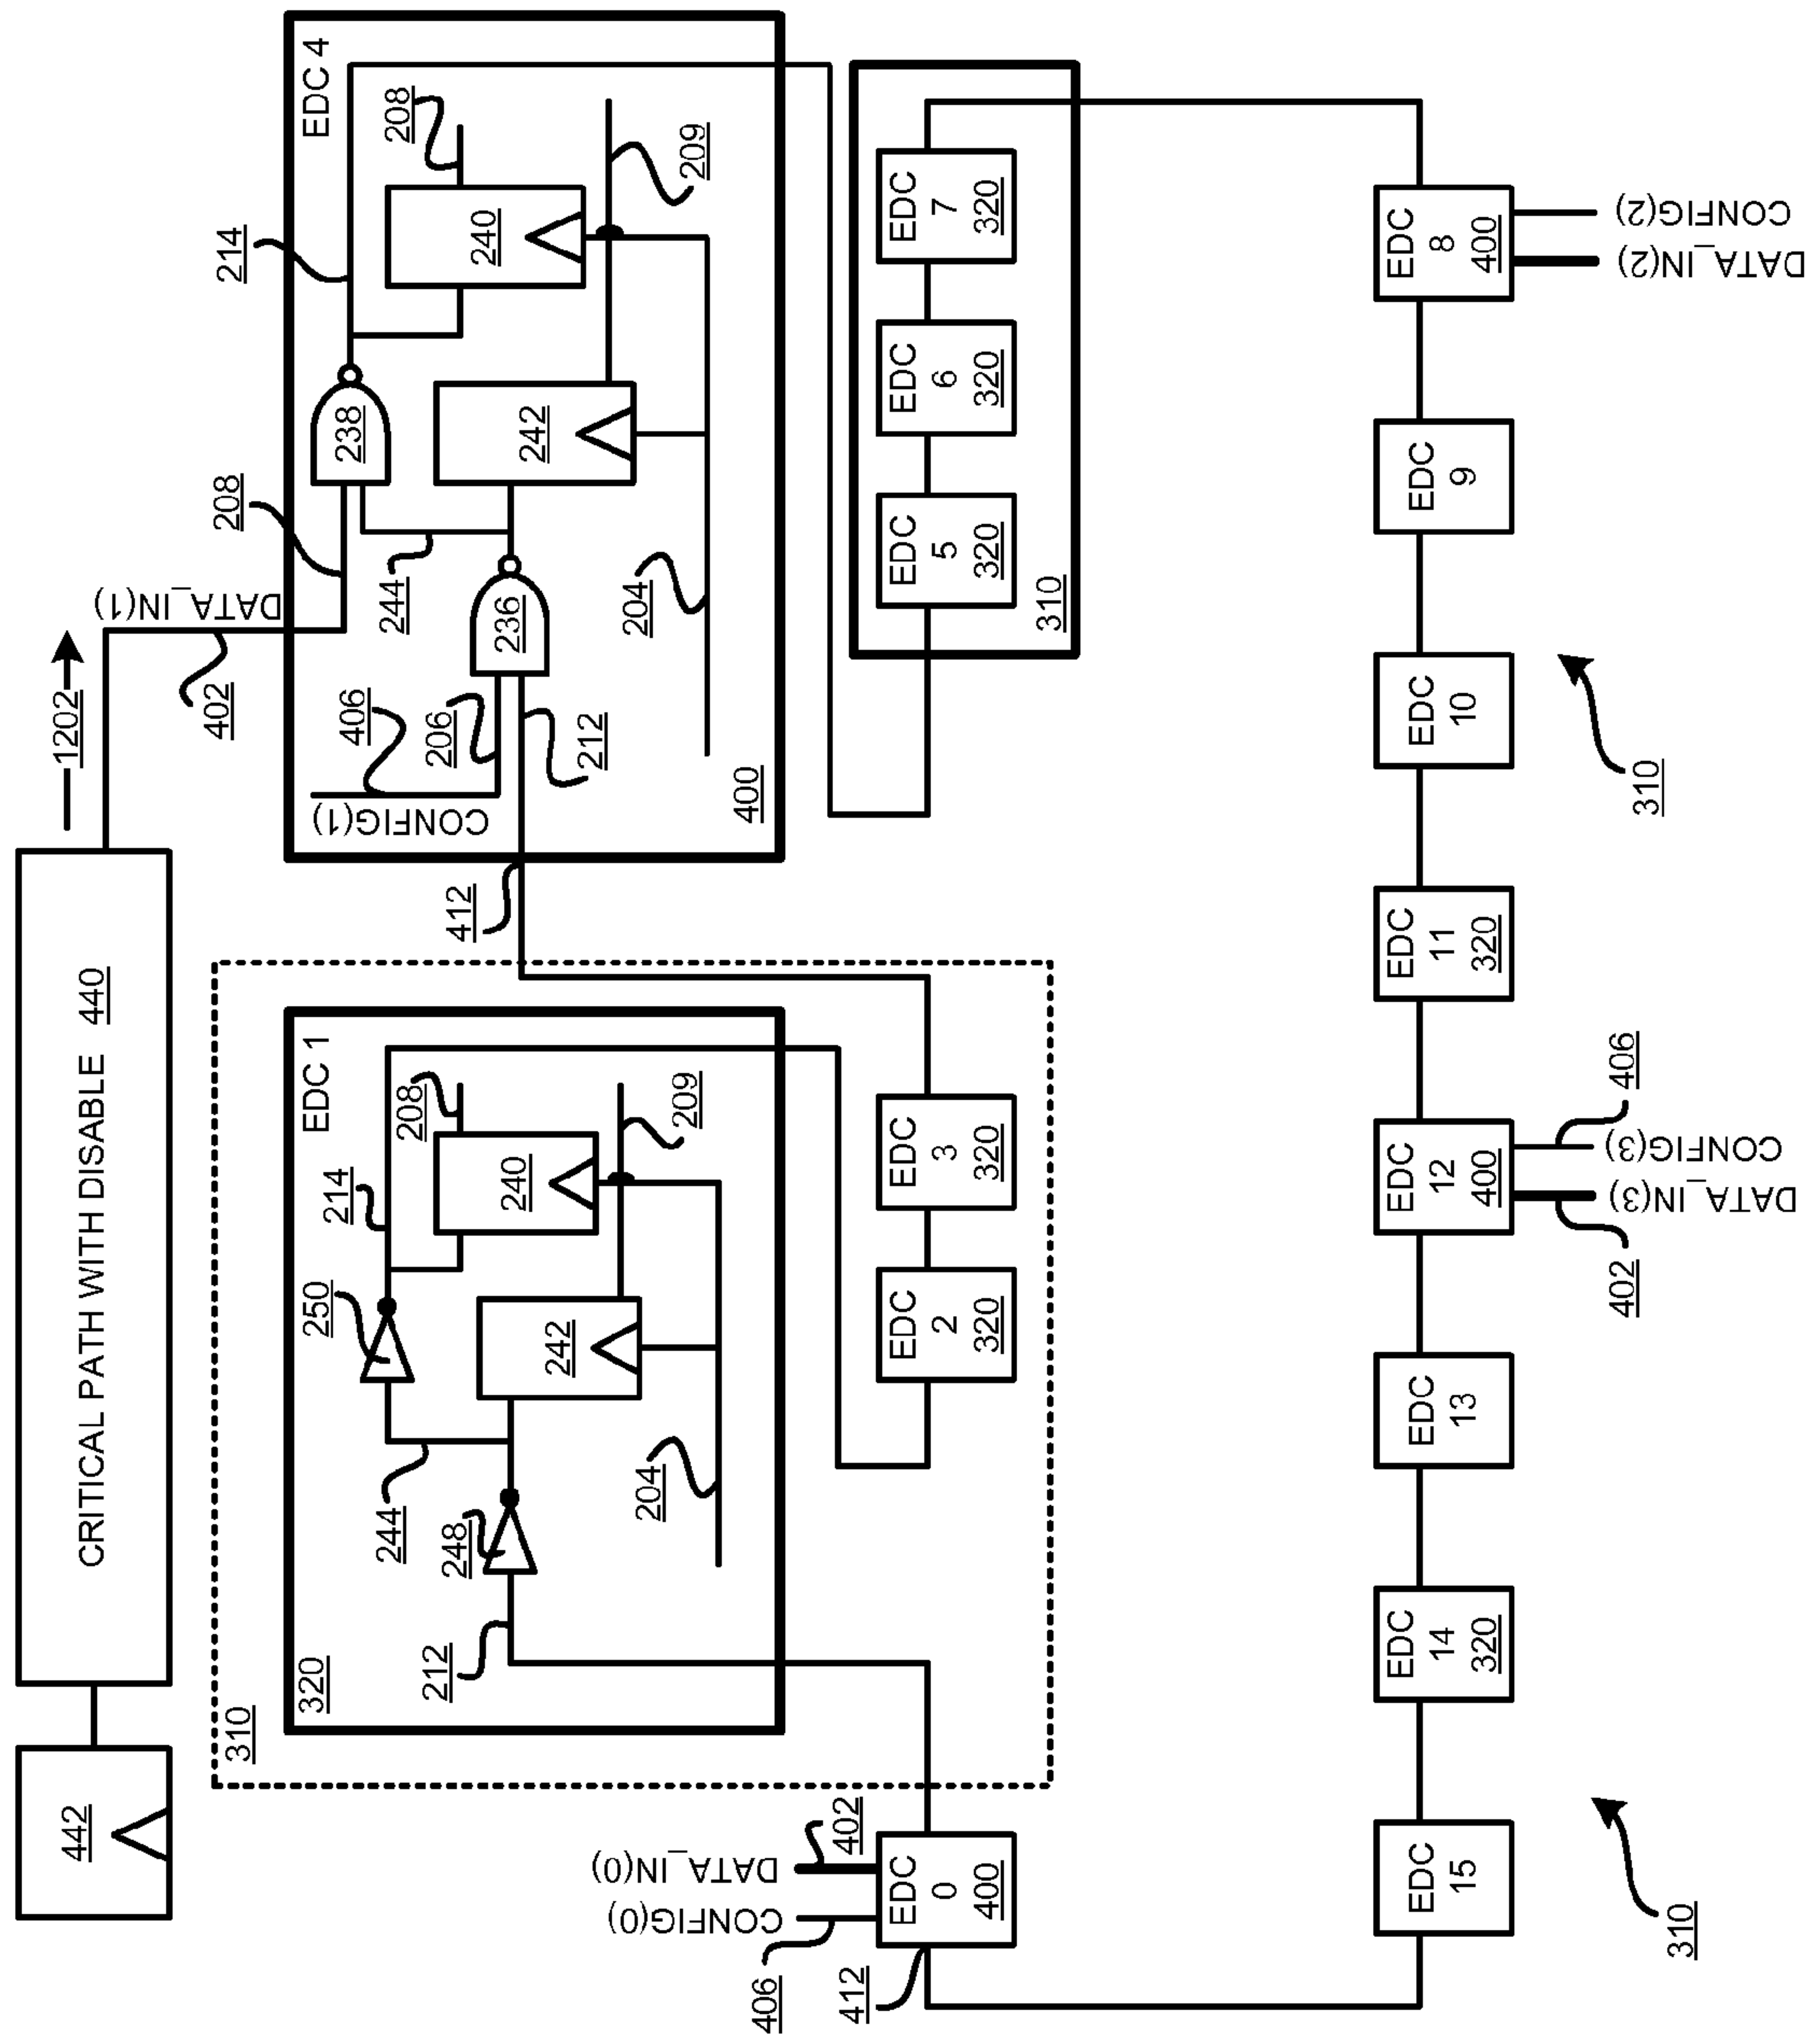 442
CRITICAL PATH WITH DISABLE 440
1202
402
DATA_IN(1)
310
320
EDC 1
212
248
244
250
214
242
240
208
209
204
EDC
2
320
EDC
3
320
412
400
EDC 4
CONFIG(1)
406
206
212
236
244
208
238
214
242
240
208
209
204
CONFIG(0)
DATA_IN(0)
406
402
412
EDC
0
400
310
EDC
5
320
EDC
6
320
EDC
7
320
EDC
15
EDC
14
320
EDC
13
EDC
12
400
EDC
11
320
EDC
10
EDC
9
EDC
8
400
402
DATA_IN(3)
CONFIG(3)
406
DATA_IN(2)
CONFIG(2)
310
310